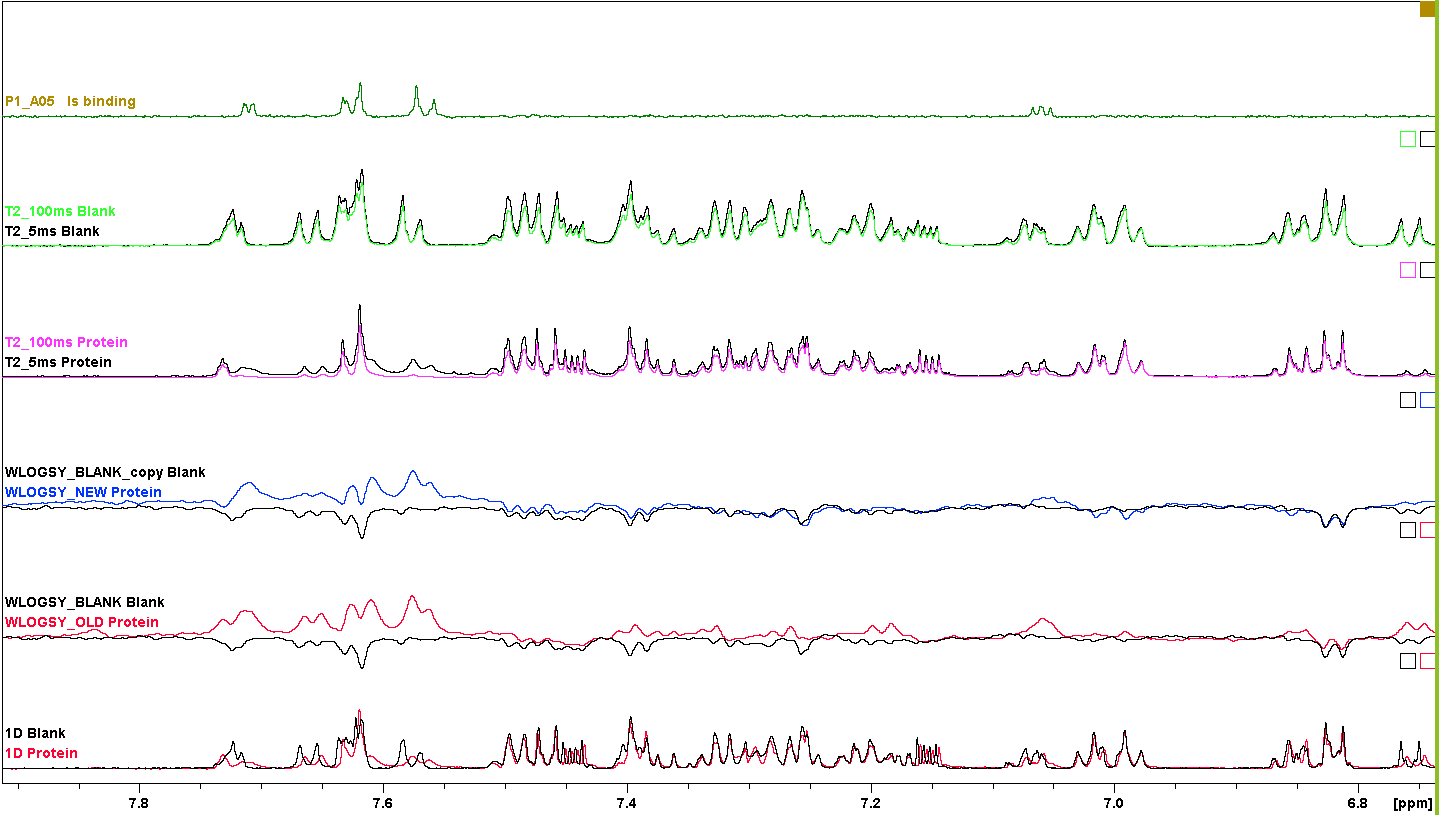 P1_A05 Is binding
T2_100ms Blank
T2_5ms Blank
T2_100ms Protein
T2_5ms Protein
WLOGSY_BLANK_copy Blank
WLOGSY_NEW Protein
WLOGSY_BLANK Blank
WLOGSY_OLD Protein
1D Blank
1D Protein
7.8 7.6 7.4 7.2 7.0 6.8 [ppm]